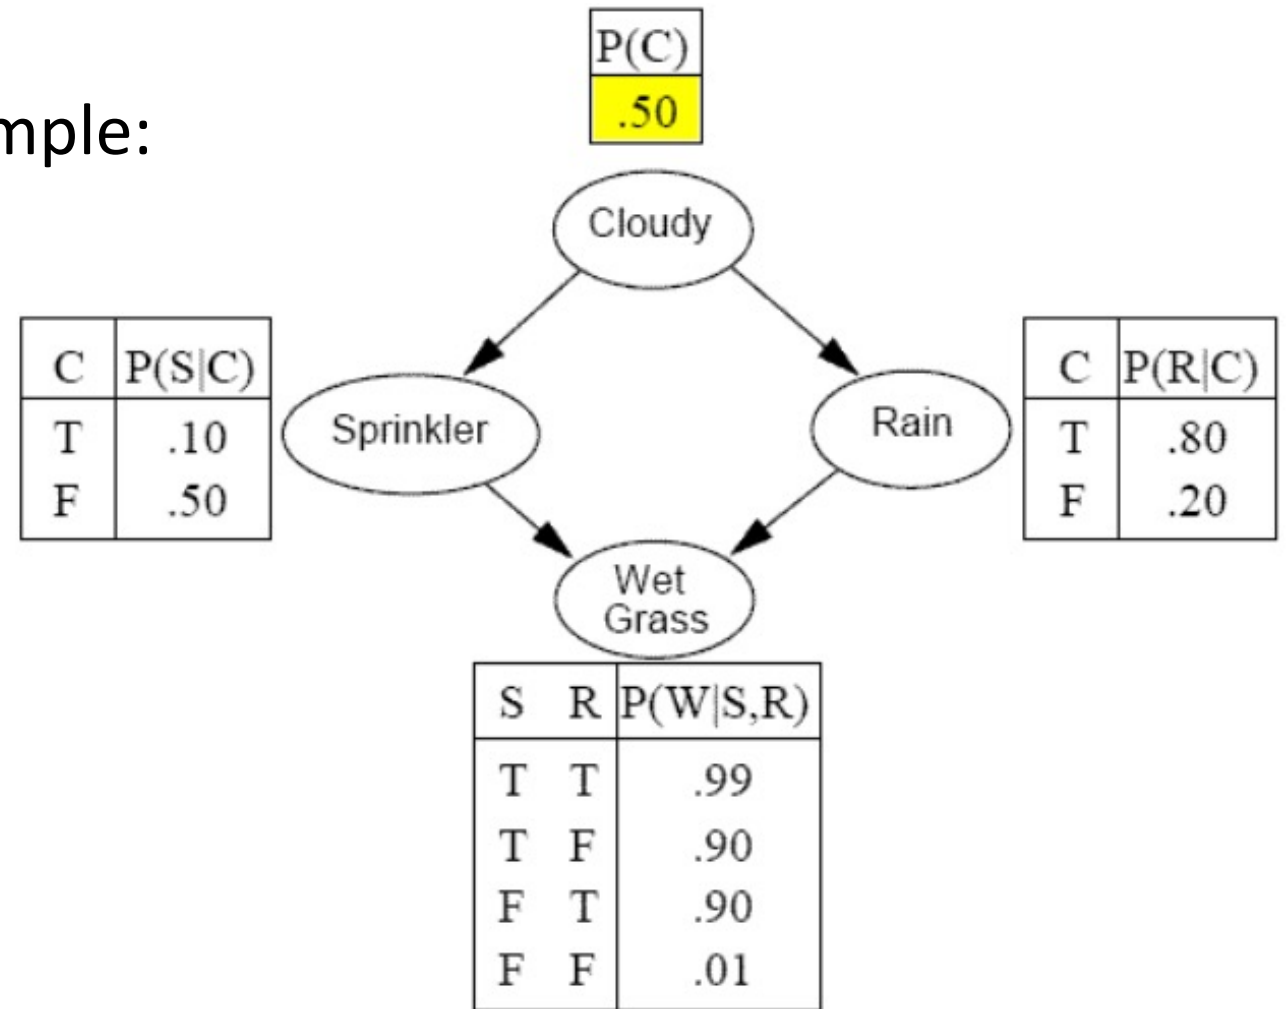 P(C)
.50
mple:
Cloudy
C P(S|C)
T .10
F .50
Sprinkler
Rain
C P(R|C)
T .80
F .20
Wet
Grass
S R P(W|S,R)
T T .99
T F .90
F T .90
F F .01